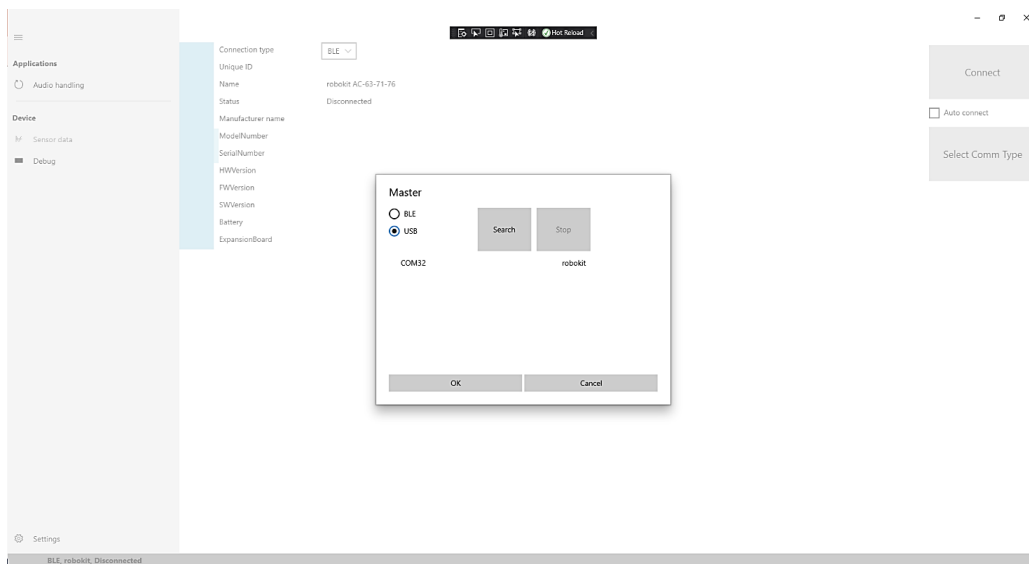 Hot Reload
Applications
Audio handling
Device
Sensor data
Debug
Settings
Connection type BLE
Unique ID
Name robokit AC-63-71-76
Status Disconnected
Manufacturer name
ModelNumber
SerialNumber
HWVersion
FWVersion
SWVersion
Battery
ExpansionBoard
Connect
Auto connect
Select Comm Type
Master
BLE
USB
Search Stop
COM32 robokit
OK Cancel
BLE, robokit, Disconnected